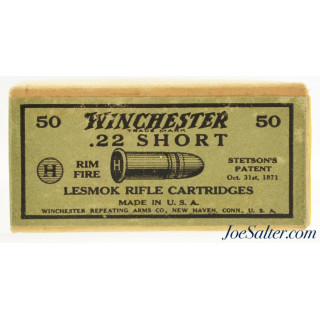 50 WINCHESTER 50
TRADE MARK
.22 SHORT
H RIM FIRE
STETSON'S PATENT
Oct. 31st, 1871
LESMOK RIFLE CARTRIDGES
MADE IN U. S. A.
WINCHESTER REPEATING ARMS CO., NEW HAVEN, CONN., U. S. A.
JoeSalter.com